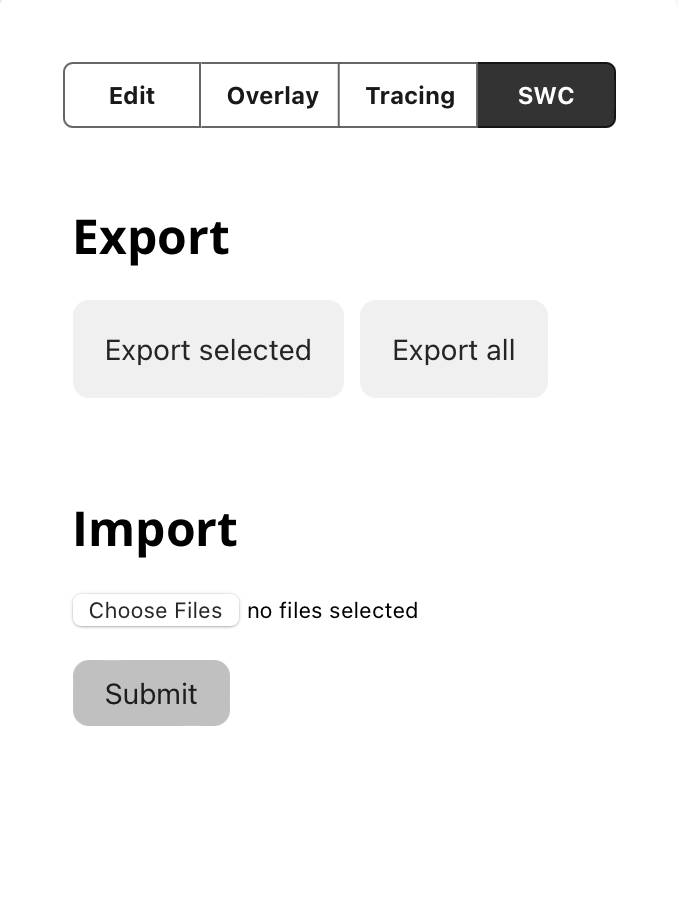 Edit Overlay Tracing SWC
Export
Export selected Export all
Import
Choose Files no files selected
Submit